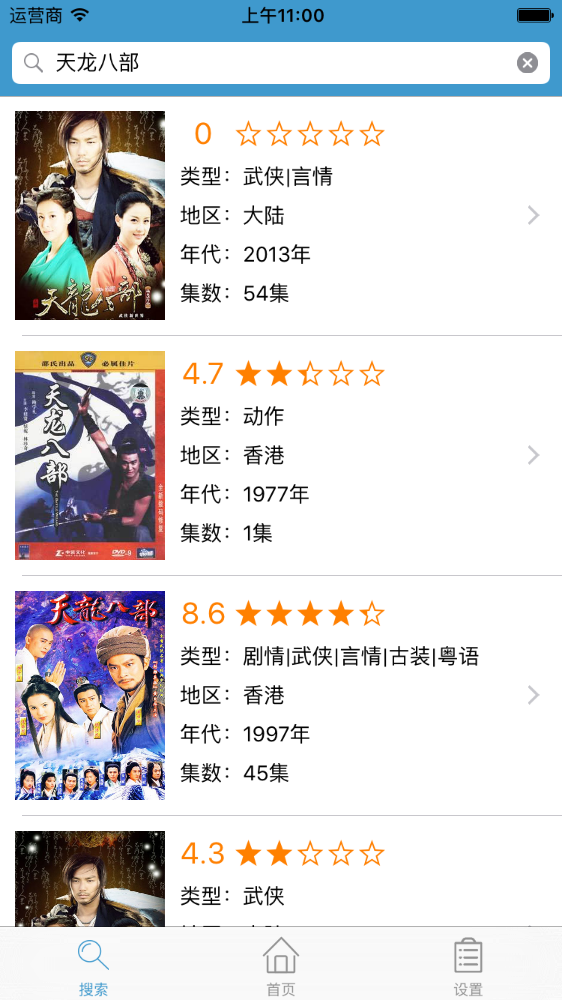 运营商 上午11:00
天龙八部
0
类型：武侠|言情
地区：大陆
年代：2013年
集数：54集
天龍八部
4.7
类型：动作
地区：香港
年代：1977年
集数：1集
邵氏出品 必属佳片
天龙八部
8.6
类型：剧情|武侠|言情|古装|粤语
地区：香港
年代：1997年
集数：45集
天龍八部
4.3
类型：武侠
搜索 首页 设置